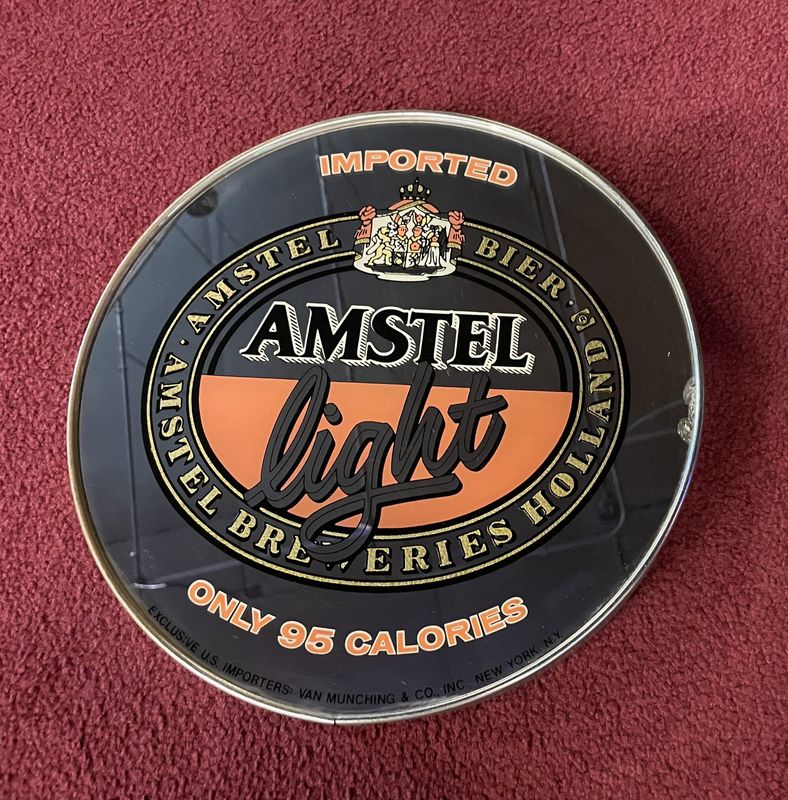 IMPORTED
AMSTEL BIER
AMSTEL
light
AMSTEL BREWERIES HOLLAND
ONLY 95 CALORIES
EXCLUSIVE U.S. IMPORTERS: VAN MUNCHING & CO., INC., NEW YORK, N.Y.